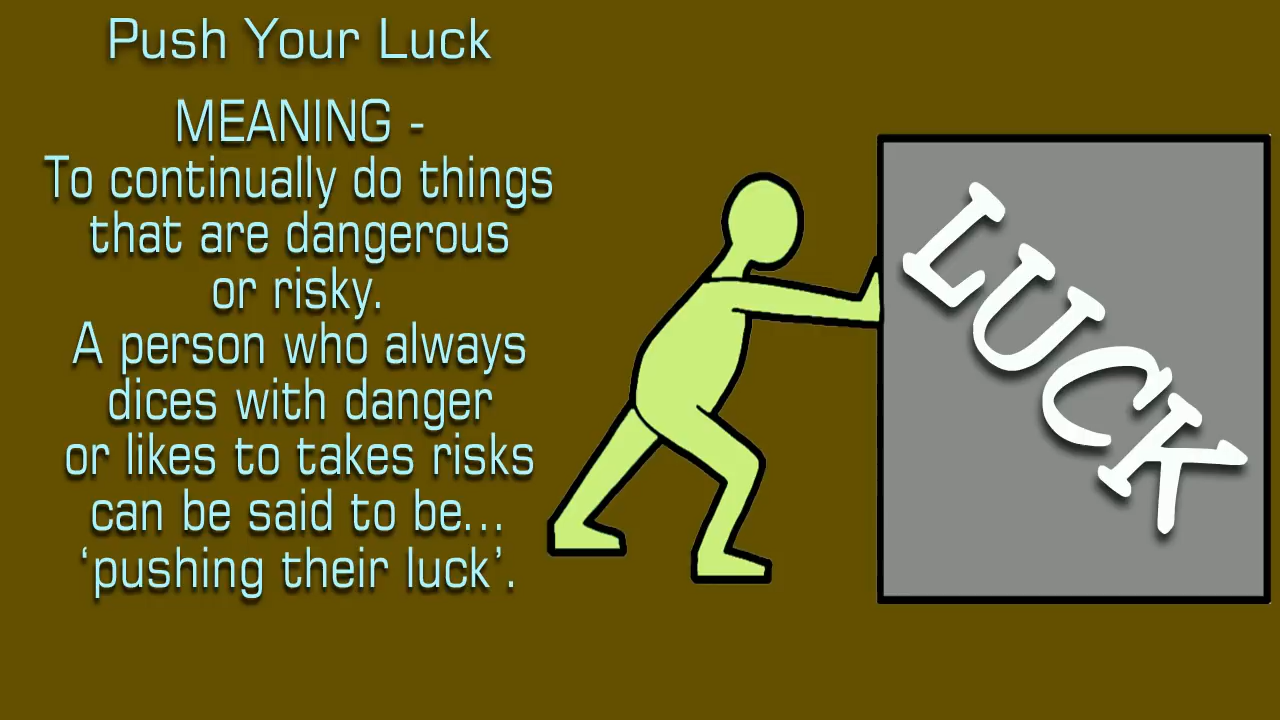 Push Your Luck
MEANING -
To continually do things
that are dangerous
or risky.
A person who always
dices with danger
or likes to takes risks
can be said to be...
‘pushing their luck’.
LUCK